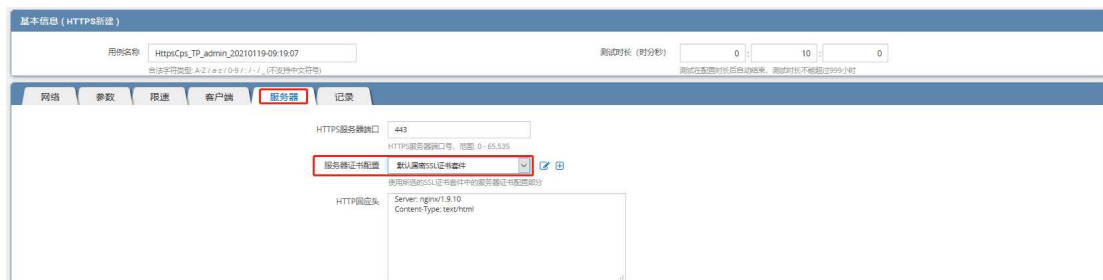 基本信息 ( HTTPS新建 )
用例名称 HttpsCps_TP_admin_20210119-09:19:07 测试时长 (时分秒) 0 : 10 : 0
合法字符类型: A-Z / a-z / 0-9 / : / - / _ (不支持中文符号) 测试在配置时长后自动结束, 测试时长不能超过999小时
网络 参数 限速 客户端 服务器 记录
HTTPS服务器端口 443
HTTPS服务器端口号, 范围: 0 - 65,535
服务器证书配置 默认国密SSL证书套件
使用所选的SSL证书套件中的服务器证书配置部分
HTTP回应头 Server: nginx/1.9.10
Content-Type: text/html